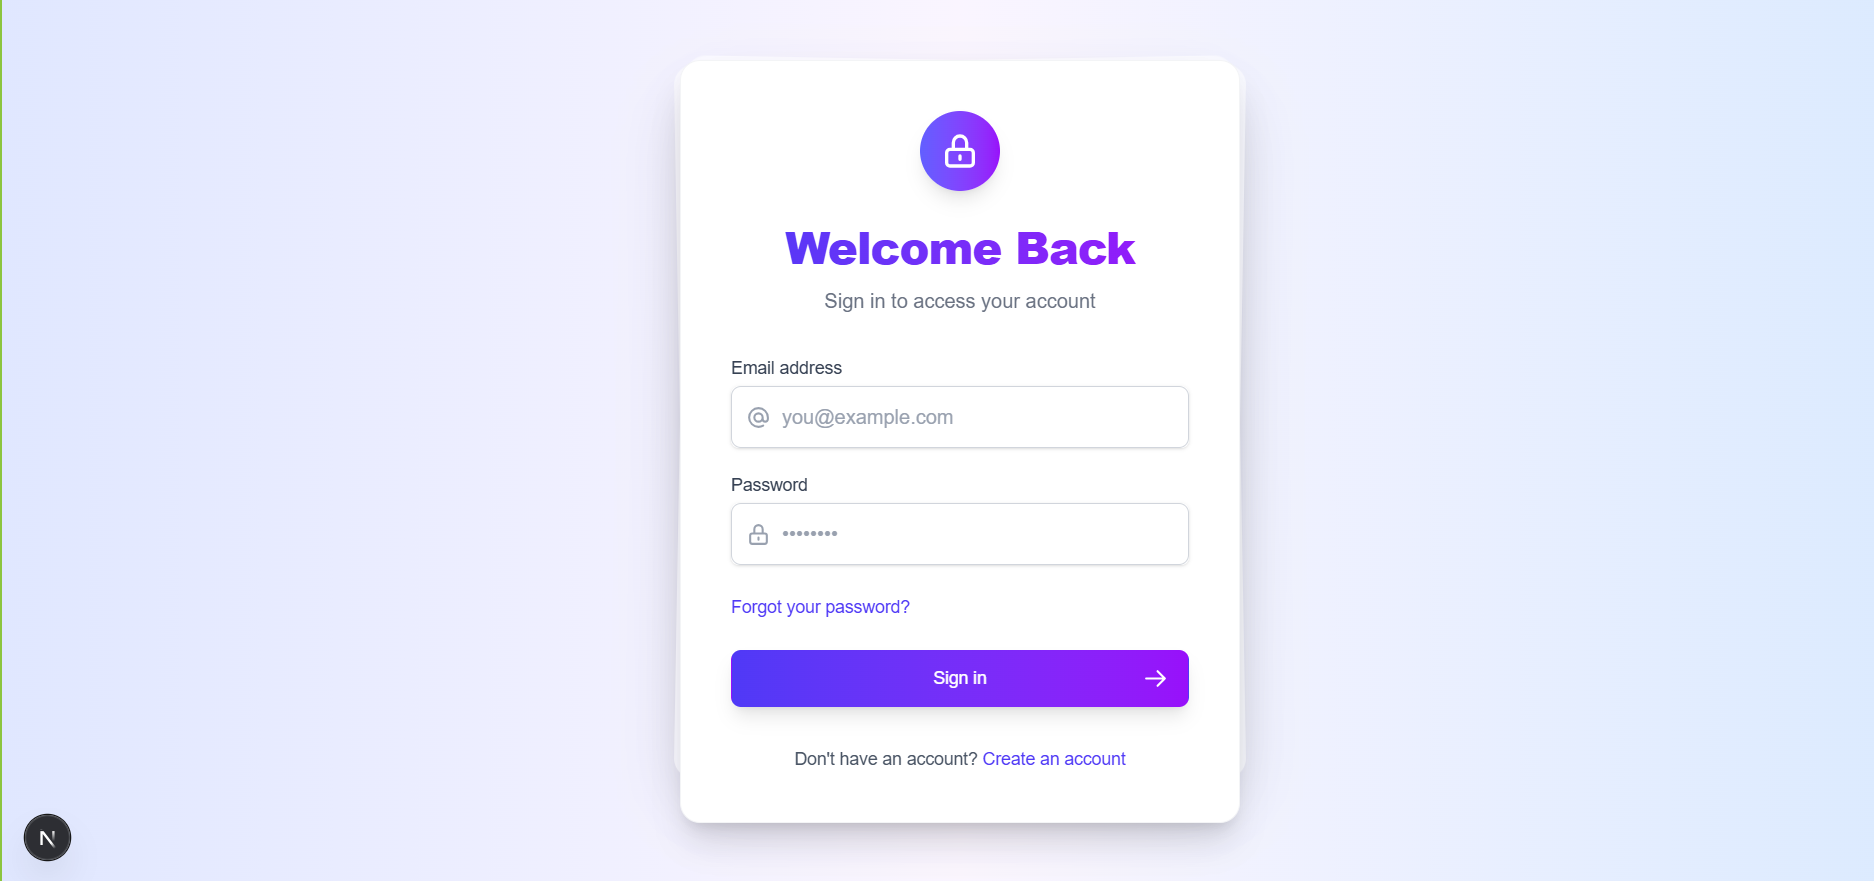 Welcome Back
Sign in to access your account
Email address
you@example.com
Password
••••••••
Forgot your password?
Sign in
Don't have an account? Create an account
N